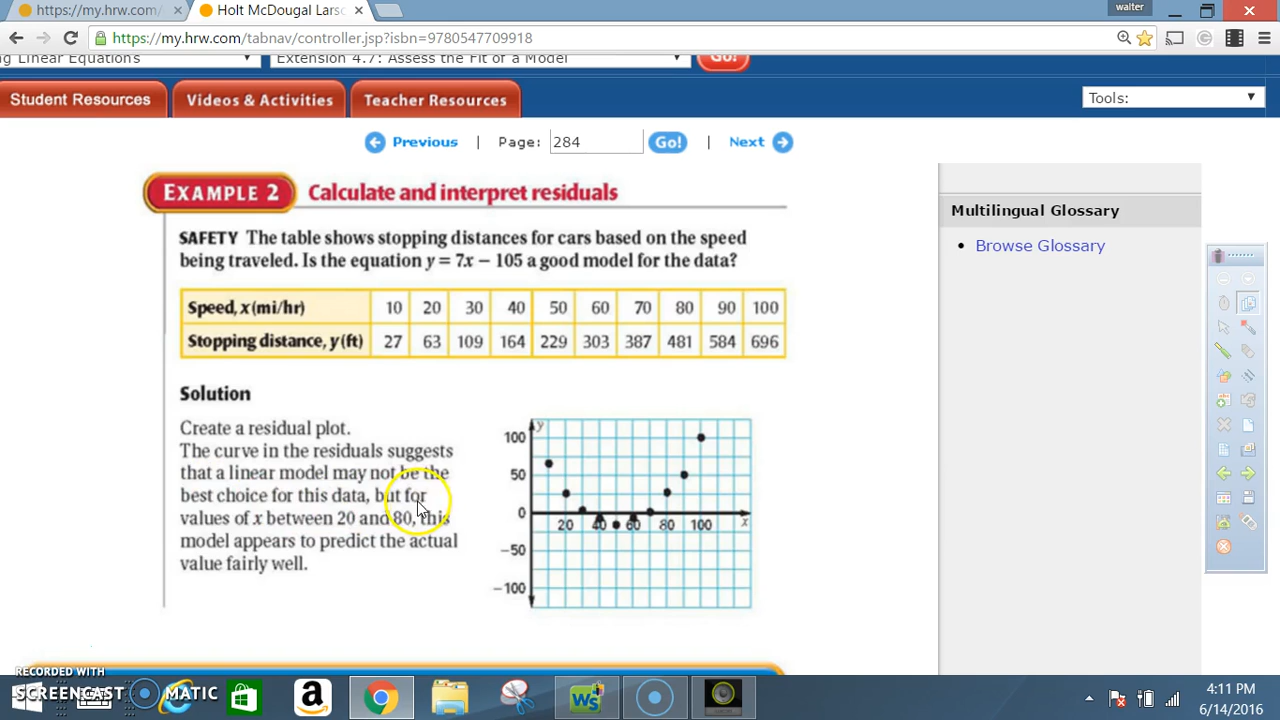 https://my.hrw.com/
Holt McDougal Lars
walter
https://my.hrw.com/tabnav/controller.jsp?isbn=9780547709918
ng Linear Equation's
Extension 4.7: Assess the Fit of a Model
Go!
Student Resources
Videos & Activities
Teacher Resources
Tools:
Previous | Page: 284 Go! | Next
EXAMPLE 2 Calculate and interpret residuals
Multilingual Glossary
Browse Glossary
SAFETY The table shows stopping distances for cars based on the speed
being traveled. Is the equation y = 7x − 105 a good model for the data?
Speed, x (mi/hr) 10 20 30 40 50 60 70 80 90 100
Stopping distance, y (ft) 27 63 109 164 229 303 387 481 584 696
Solution
Create a residual plot.
The curve in the residuals suggests
that a linear model may not be the
best choice for this data, but for
values of x between 20 and 80, this
model appears to predict the actual
value fairly well.
y
100
50
0
−50
−100
20 40 60 80 100 x
RECORDED WITH
SCREENCAST MATIC
4:11 PM
6/14/2016